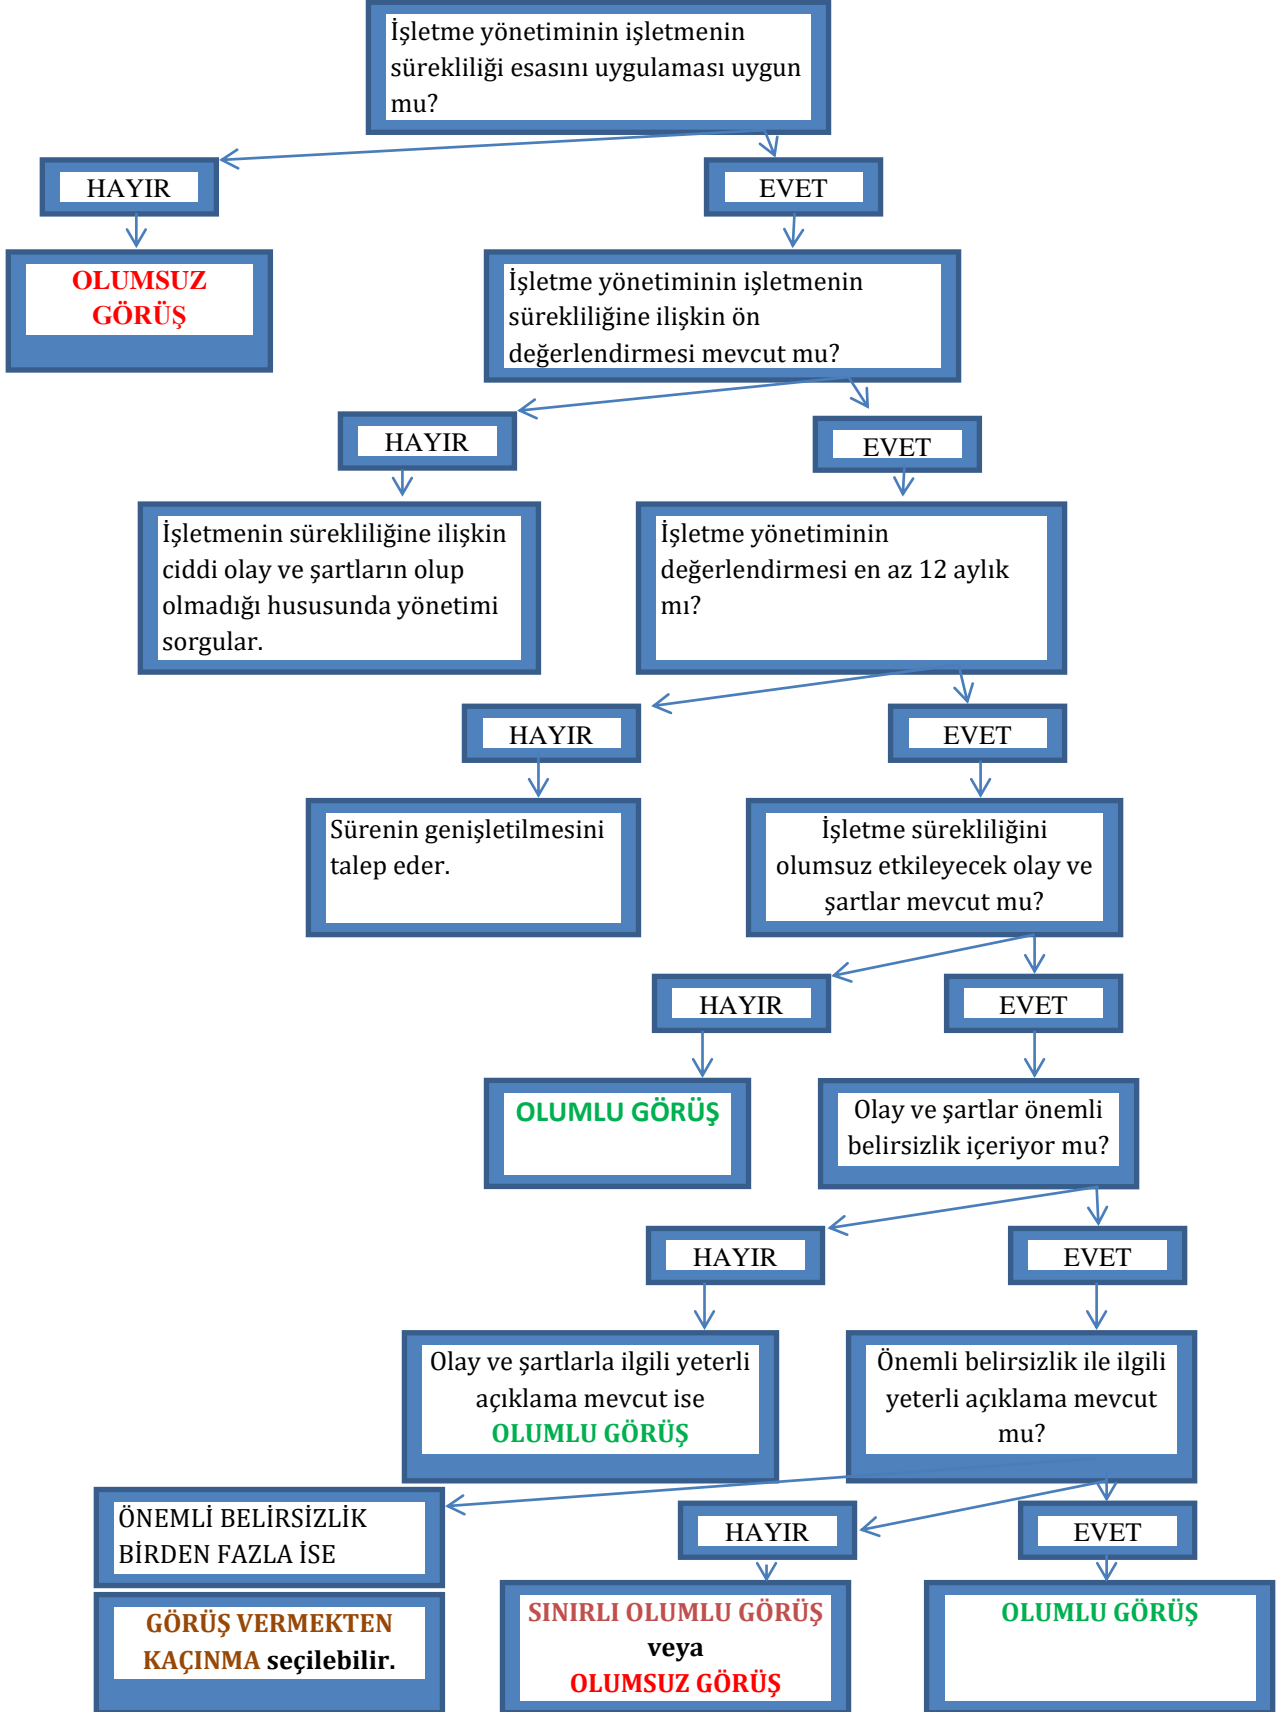 İşletme yönetiminin işletmenin
sürekliliği esasını uygulaması uygun
mu?
HAYIR
EVET
OLUMSUZ
GÖRÜŞ
İşletme yönetiminin işletmenin
sürekliliğine ilişkin ön
değerlendirmesi mevcut mu?
HAYIR
EVET
İşletmenin sürekliliğine ilişkin
ciddi olay ve şartların olup
olmadığı hususunda yönetimi
sorgular.
İşletme yönetiminin
değerlendirmesi en az 12 aylık
mı?
HAYIR
EVET
Sürenin genişletilmesini
talep eder.
İşletme sürekliliğini
olumsuz etkileyecek olay ve
şartlar mevcut mu?
HAYIR
EVET
OLUMLU GÖRÜŞ
Olay ve şartlar önemli
belirsizlik içeriyor mu?
HAYIR
EVET
Olay ve şartlarla ilgili yeterli
açıklama mevcut ise
OLUMLU GÖRÜŞ
Önemli belirsizlik ile ilgili
yeterli açıklama mevcut
mu?
ÖNEMLİ BELİRSİZLİK
BİRDEN FAZLA İSE
HAYIR
EVET
GÖRÜŞ VERMEKTEN
KAÇINMA seçilebilir.
SINIRLI OLUMLU GÖRÜŞ
veya
OLUMSUZ GÖRÜŞ
OLUMLU GÖRÜŞ